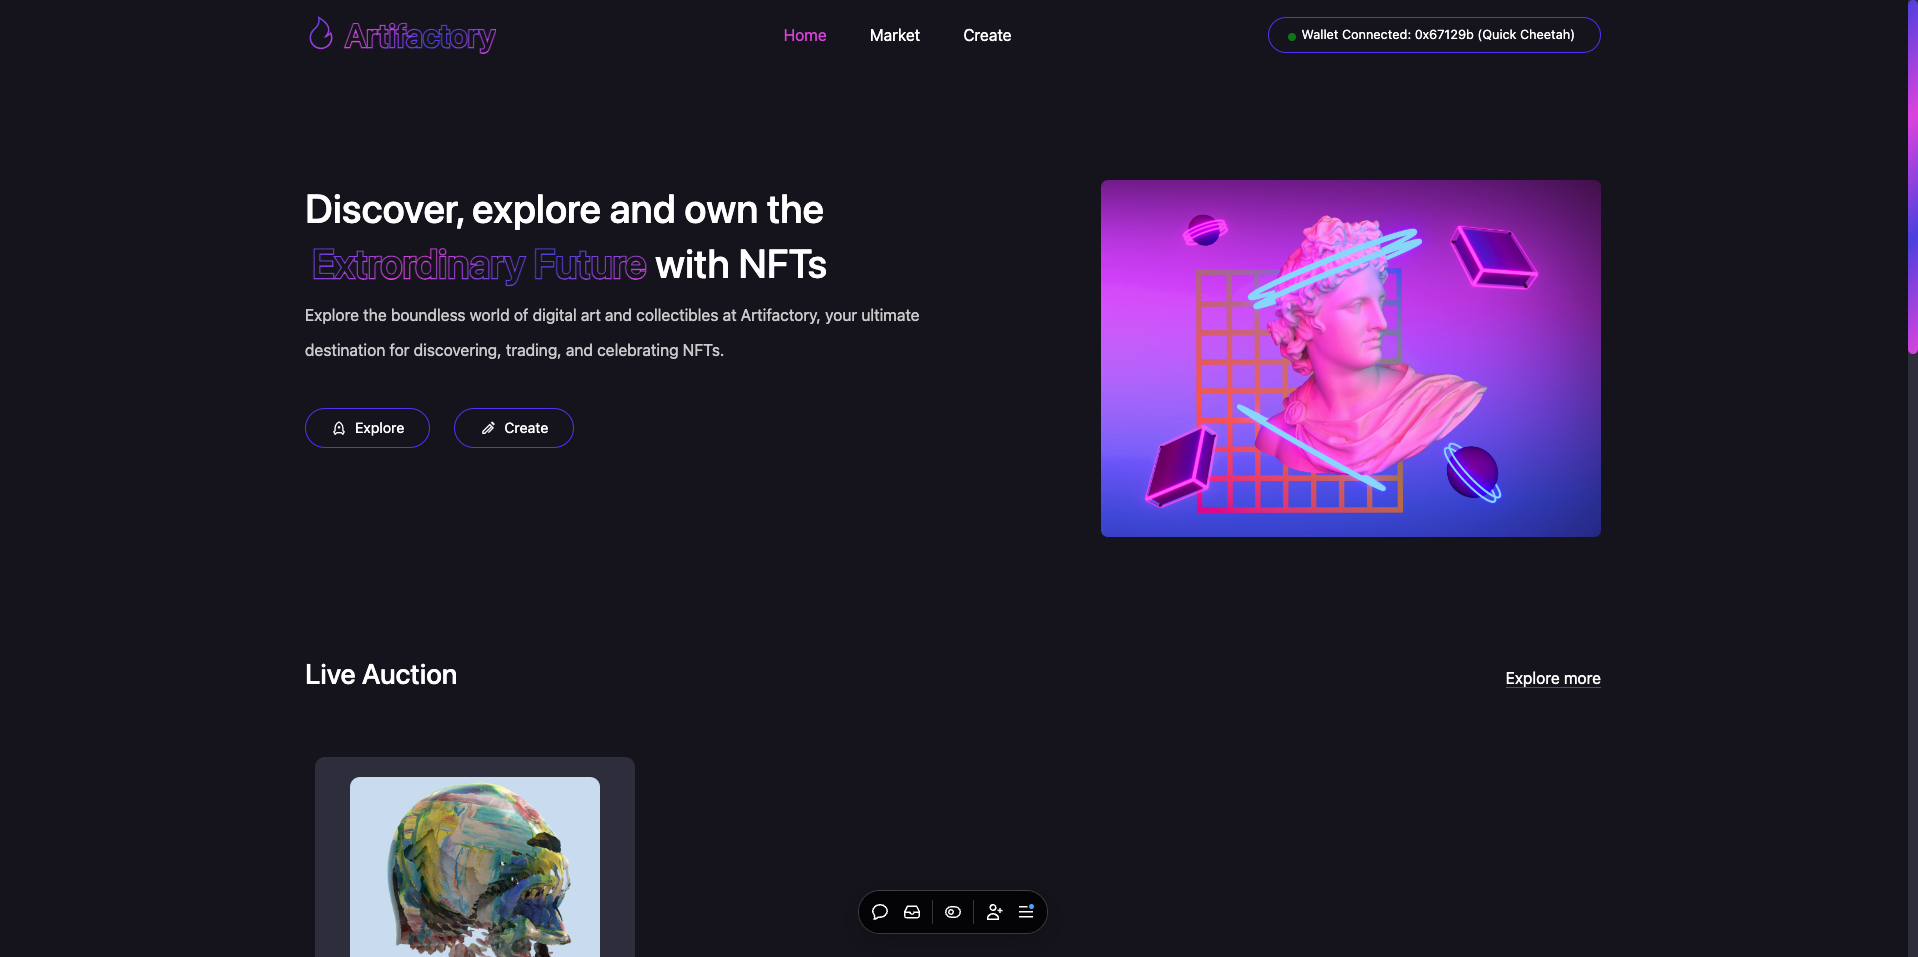 Artifactory
Home
Market
Create
Wallet Connected: 0x67129b (Quick Cheetah)
Discover, explore and own the
Extrordinary Future with NFTs
Explore the boundless world of digital art and collectibles at Artifactory, your ultimate
destination for discovering, trading, and celebrating NFTs.
Explore
Create
Live Auction
Explore more